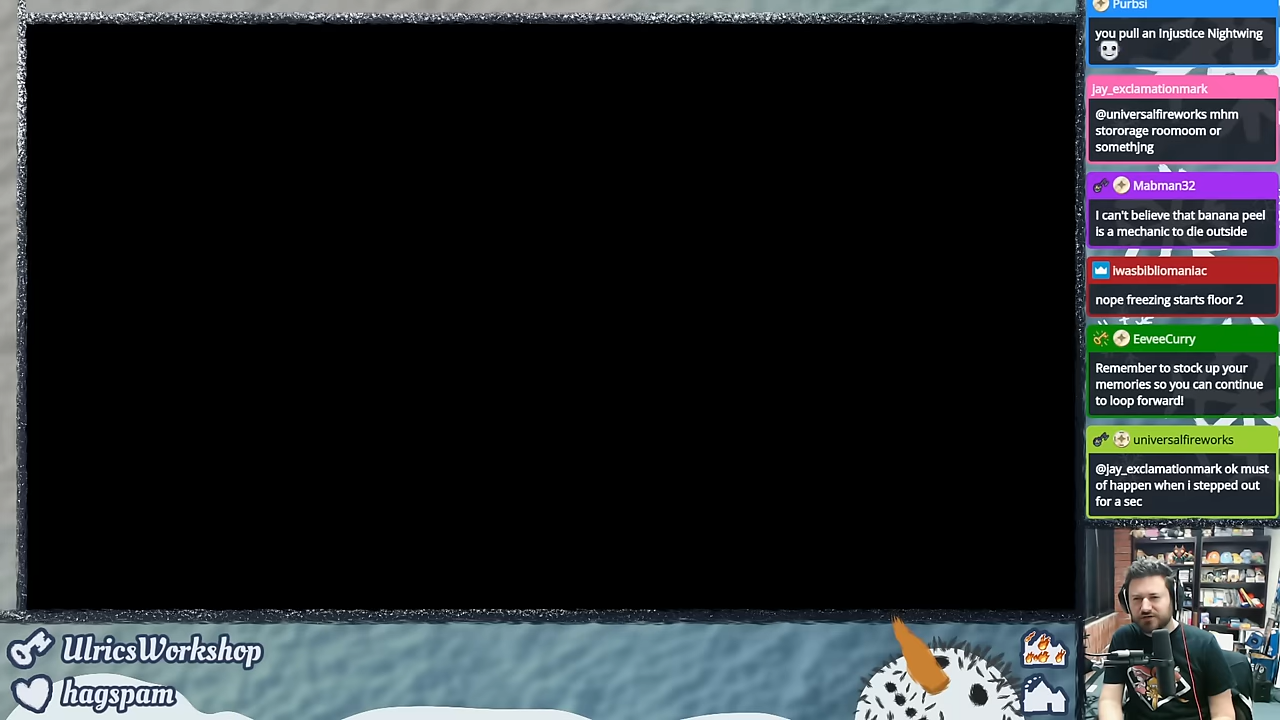 Purbsi
you pull an Injustice Nightwing
jay_exclamationmark
@universalfireworks mhm
stororage roomoom or
somethjng
Mabman32
I can't believe that banana peel
is a mechanic to die outside
iwasbibliomaniac
nope freezing starts floor 2
EeveeCurry
Remember to stock up your
memories so you can continue
to loop forward!
universalfireworks
@jay_exclamationmark ok must
of happen when i stepped out
for a sec
UlricsWorkshop
hagspam